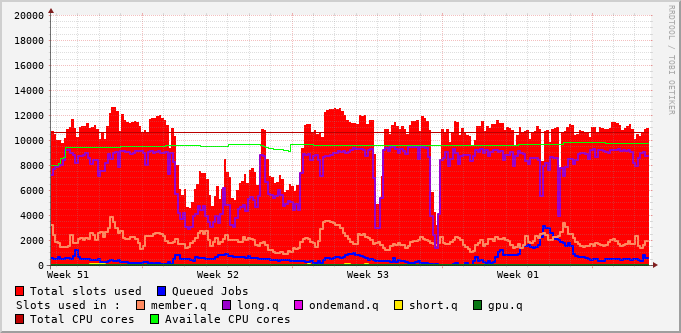 20000
18000
16000
14000
12000
10000
8000
6000
4000
2000
0
Week 51 Week 52 Week 53 Week 01
RRDTOOL / TOBI OETIKER
Total slots used Queued Jobs
Slots used in : member.q long.q ondemand.q short.q gpu.q
Total CPU cores Availale CPU cores